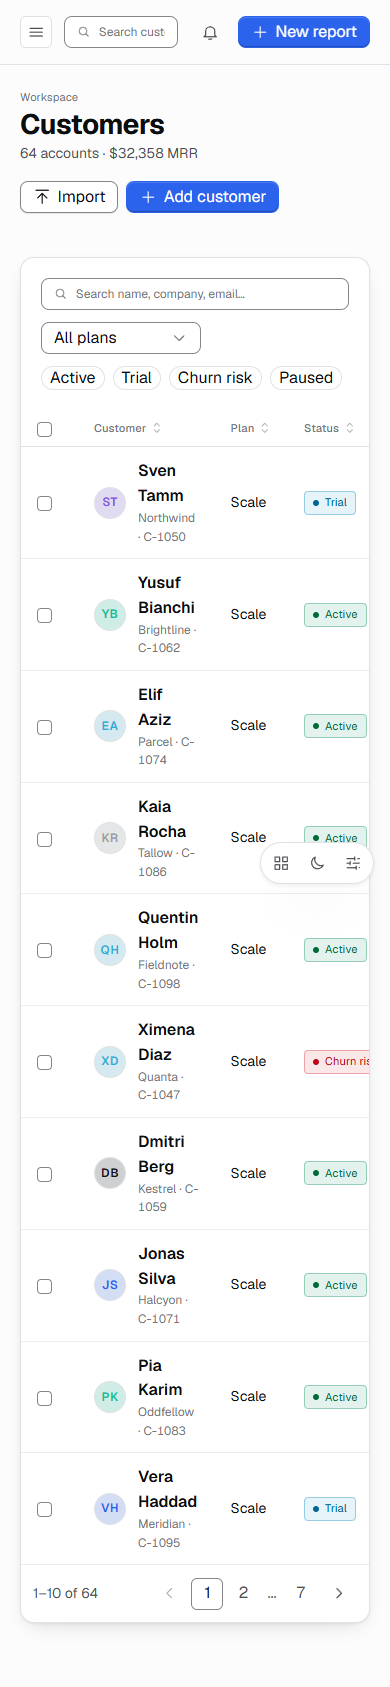 Search cust
New report
Workspace
Customers
64 accounts · $32,358 MRR
Import
Add customer
Search name, company, email...
All plans
Active Trial Churn risk Paused
Customer Plan Status
ST Sven Tamm Northwind · C-1050 Scale Trial
YB Yusuf Bianchi Brightline · C-1062 Scale Active
EA Elif Aziz Parcel · C-1074 Scale Active
KR Kaia Rocha Tallow · C-1086 Scale Active
QH Quentin Holm Fieldnote · C-1098 Scale Active
XD Ximena Diaz Quanta · C-1047 Scale Churn ris
DB Dmitri Berg Kestrel · C-1059 Scale Active
JS Jonas Silva Halcyon · C-1071 Scale Active
PK Pia Karim Oddfellow · C-1083 Scale Active
VH Vera Haddad Meridian · C-1095 Scale Trial
1–10 of 64 1 2 ... 7